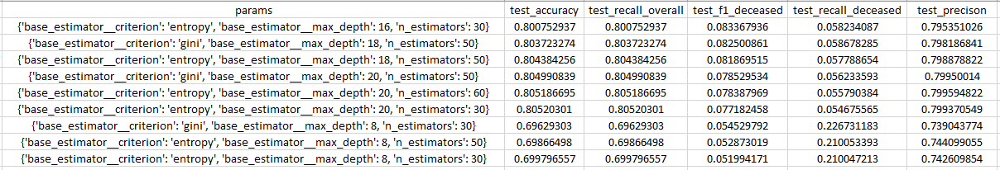 params test_accuracy test_recall_overall test_f1_deceased test_recall_deceased test_precison
{'base_estimator__criterion': 'entropy', 'base_estimator__max_depth': 16, 'n_estimators': 30} 0.800752937 0.800752937 0.083367936 0.058234087 0.795351026
{'base_estimator__criterion': 'gini', 'base_estimator__max_depth': 18, 'n_estimators': 50} 0.803723274 0.803723274 0.082500861 0.058678285 0.798186841
{'base_estimator__criterion': 'entropy', 'base_estimator__max_depth': 18, 'n_estimators': 50} 0.804384256 0.804384256 0.081869515 0.057788654 0.798878822
{'base_estimator__criterion': 'gini', 'base_estimator__max_depth': 20, 'n_estimators': 50} 0.804990839 0.804990839 0.078529534 0.056233593 0.79950014
{'base_estimator__criterion': 'entropy', 'base_estimator__max_depth': 20, 'n_estimators': 60} 0.805186695 0.805186695 0.078387969 0.055790384 0.799594822
{'base_estimator__criterion': 'entropy', 'base_estimator__max_depth': 20, 'n_estimators': 30} 0.80520301 0.80520301 0.077182458 0.054675565 0.799370549
{'base_estimator__criterion': 'gini', 'base_estimator__max_depth': 8, 'n_estimators': 30} 0.69629303 0.69629303 0.054529792 0.226731183 0.739043774
{'base_estimator__criterion': 'entropy', 'base_estimator__max_depth': 8, 'n_estimators': 50} 0.69866498 0.69866498 0.052873019 0.210053393 0.744099055
{'base_estimator__criterion': 'entropy', 'base_estimator__max_depth': 8, 'n_estimators': 30} 0.699796557 0.699796557 0.051994171 0.210047213 0.742609854